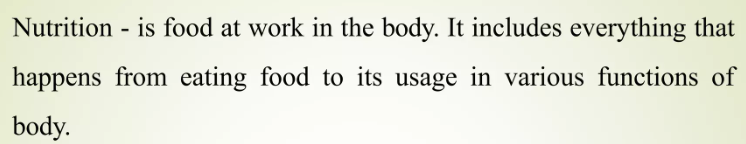 Nutrition - is food at work in the body. It includes everything that
happens from eating food to its usage in various functions of
body.